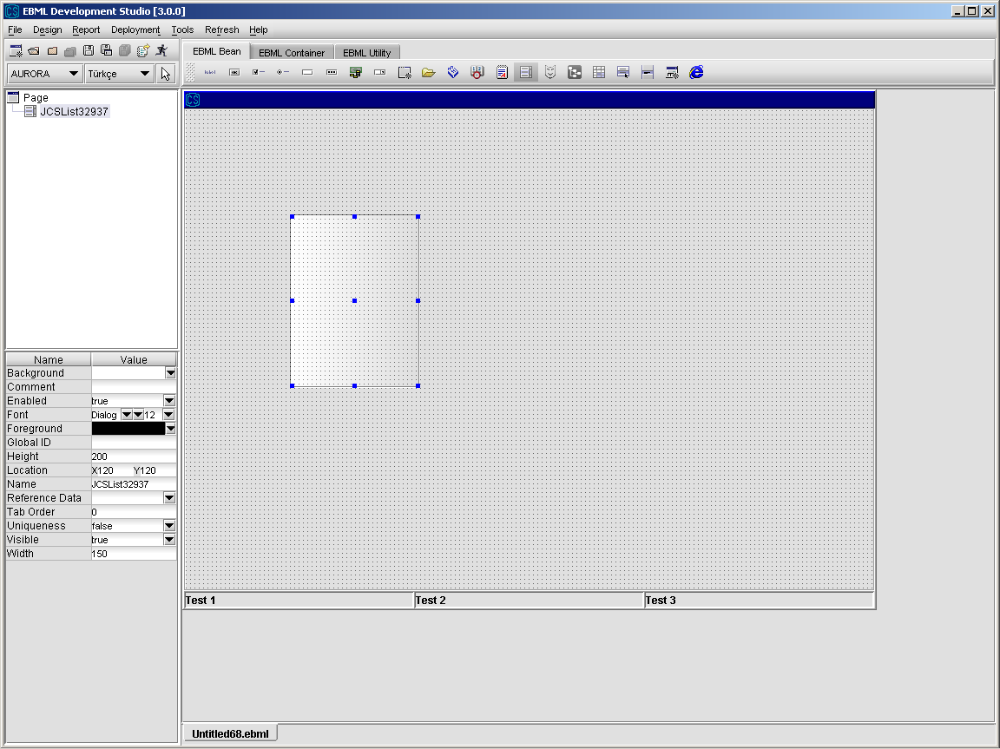 EBML Development Studio [3.0.0]
File Design Report Deployment Tools Refresh Help
EBML Bean EBML Container EBML Utility
AURORA Türkçe
Page
JCSList32937
CS
Name Value
Background
Comment
Enabled true
Font Dialog 12
Foreground
Global ID
Height 200
Location X120 Y120
Name JCSList32937
Reference Data
Tab Order 0
Uniqueness false
Visible true
Width 150
Test 1 Test 2 Test 3
Untitled68.ebml